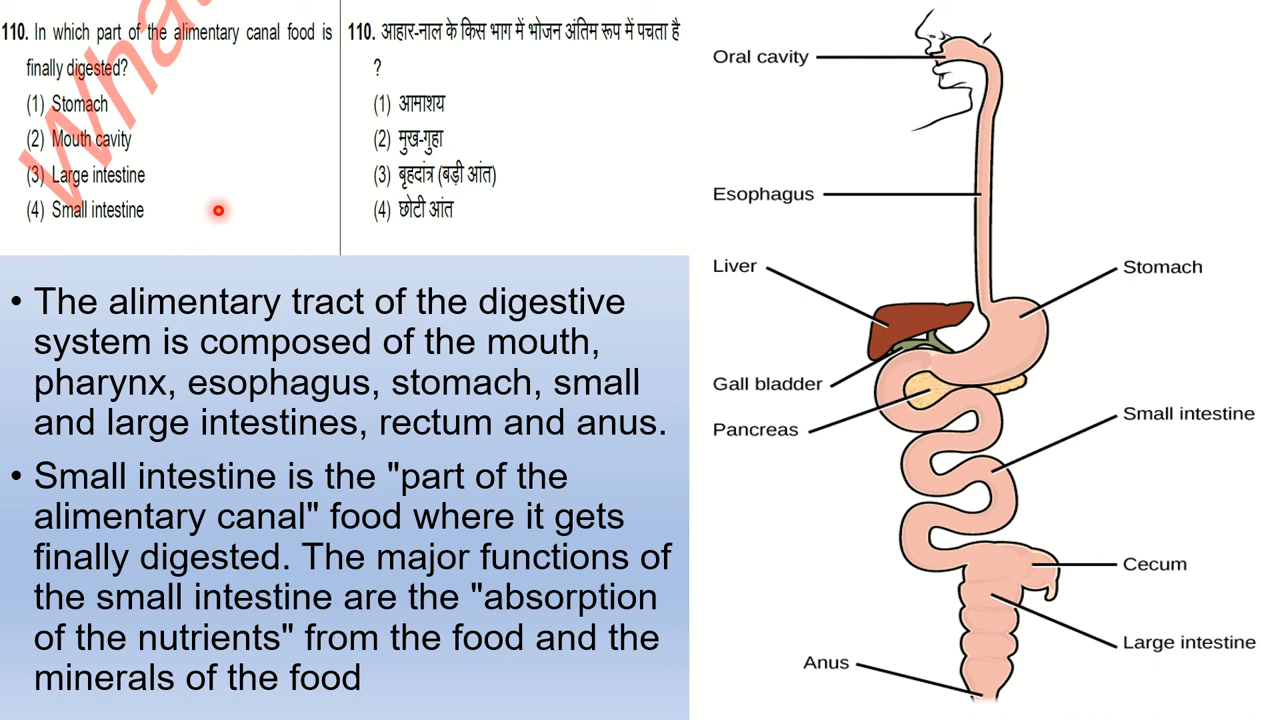 110. In which part of the alimentary canal food is
finally digested?
(1) Stomach
(2) Mouth cavity
(3) Large intestine
(4) Small intestine
110. आहार-नाल के किस भाग में भोजन अंतिम रूप में पचता है
?
(1) आमाशय
(2) मुख-गुहा
(3) बृहदांत्र (बड़ी आंत)
(4) छोटी आंत
What
• The alimentary tract of the digestive
system is composed of the mouth,
pharynx, esophagus, stomach, small
and large intestines, rectum and anus.
• Small intestine is the "part of the
alimentary canal" food where it gets
finally digested. The major functions of
the small intestine are the "absorption
of the nutrients" from the food and the
minerals of the food
Oral cavity
Esophagus
Liver
Stomach
Gall bladder
Small intestine
Pancreas
Cecum
Large intestine
Anus